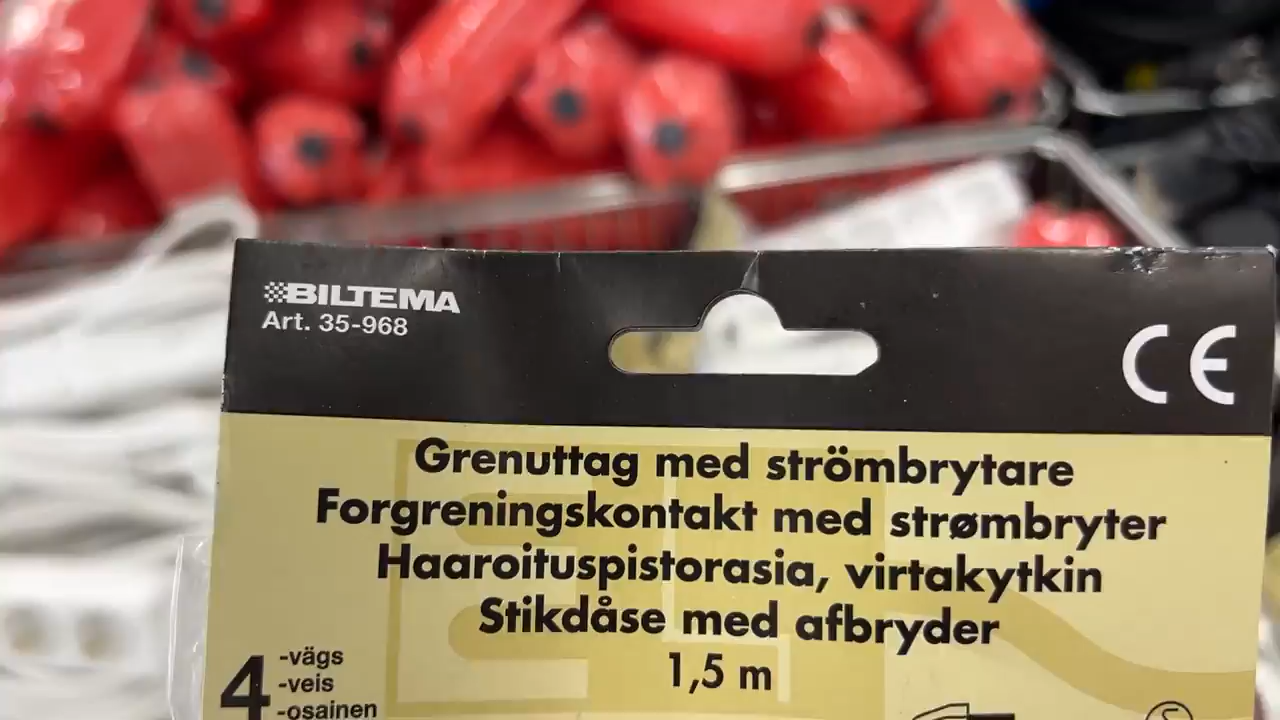 BILTEMA
Art. 35-968
CE
Grenuttag med strömbrytare
Forgreningskontakt med strømbryter
Haaroituspistorasia, virtakytkin
Stikdåse med afbryder
1,5 m
4 -vägs
-veis
-osainen